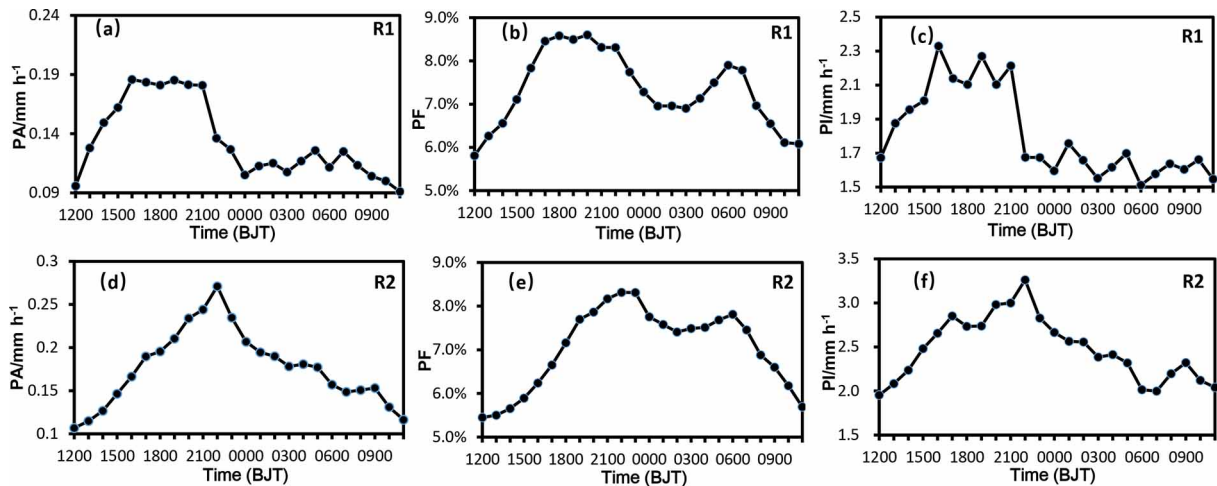 (a) R1
0.24
0.19
0.14
0.09
PA/mm h⁻¹
1200 1500 1800 2100 0000 0300 0600 0900
Time (BJT)
(b) R1
9.0%
8.0%
7.0%
6.0%
5.0%
PF
1200 1500 1800 2100 0000 0300 0600 0900
Time (BJT)
(c) R1
2.5
2.3
2.1
1.9
1.7
1.5
PI/mm h⁻¹
1200 1500 1800 2100 0000 0300 0600 0900
Time (BJT)
(d) R2
0.3
0.25
0.2
0.15
0.1
PA/mm h⁻¹
1200 1500 1800 2100 0000 0300 0600 0900
Time (BJT)
(e) R2
9.0%
8.0%
7.0%
6.0%
5.0%
PF
1200 1500 1800 2100 0000 0300 0600 0900
Time (BJT)
(f) R2
3.5
3.0
2.5
2.0
1.5
PI/mm h⁻¹
1200 1500 1800 2100 0000 0300 0600 0900
Time (BJT)